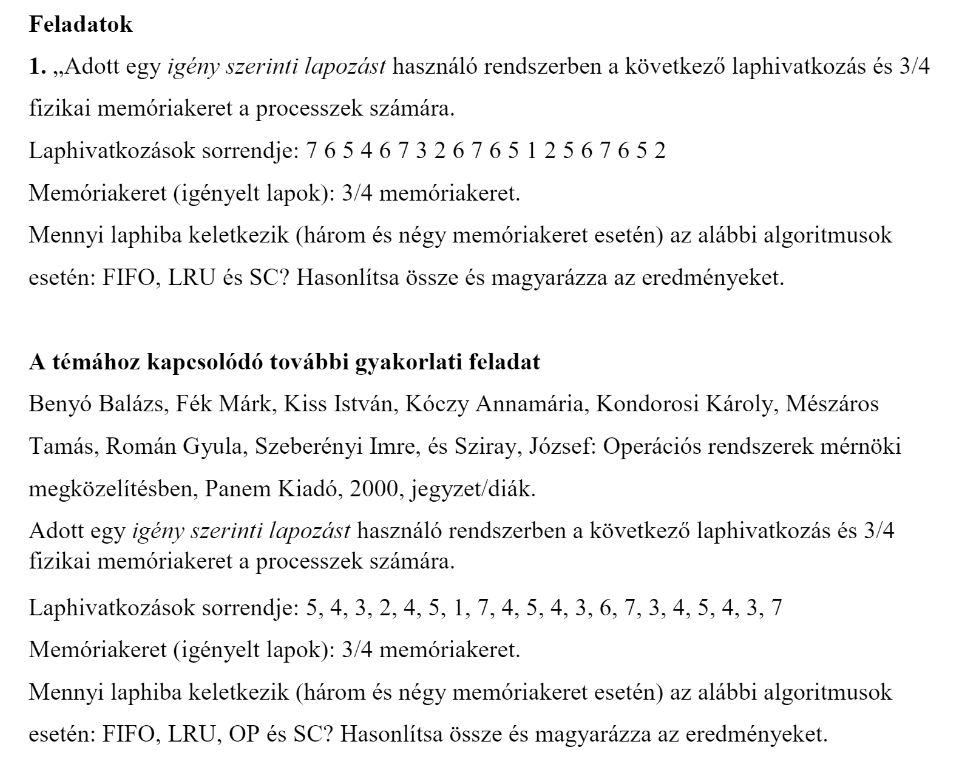 Feladatok
1. „Adott egy igény szerinti lapozást használó rendszerben a következő laphivatkozás és 3/4
fizikai memóriakeret a processzek számára.
Laphivatkozások sorrendje: 7 6 5 4 6 7 3 2 6 7 6 5 1 2 5 6 7 6 5 2
Memóriakeret (igényelt lapok): 3/4 memóriakeret.
Mennyi laphiba keletkezik (három és négy memóriakeret esetén) az alábbi algoritmusok
esetén: FIFO, LRU és SC? Hasonlítsa össze és magyarázza az eredményeket.
A témához kapcsolódó további gyakorlati feladat
Benyó Balázs, Fék Márk, Kiss István, Kóczy Annamária, Kondorosi Károly, Mészáros
Tamás, Román Gyula, Szeberényi Imre, és Sziray, József: Operációs rendszerek mérnöki
megközelítésben, Panem Kiadó, 2000, jegyzet/diák.
Adott egy igény szerinti lapozást használó rendszerben a következő laphivatkozás és 3/4
fizikai memóriakeret a processzek számára.
Laphivatkozások sorrendje: 5, 4, 3, 2, 4, 5, 1, 7, 4, 5, 4, 3, 6, 7, 3, 4, 5, 4, 3, 7
Memóriakeret (igényelt lapok): 3/4 memóriakeret.
Mennyi laphiba keletkezik (három és négy memóriakeret esetén) az alábbi algoritmusok
esetén: FIFO, LRU, OP és SC? Hasonlítsa össze és magyarázza az eredményeket.